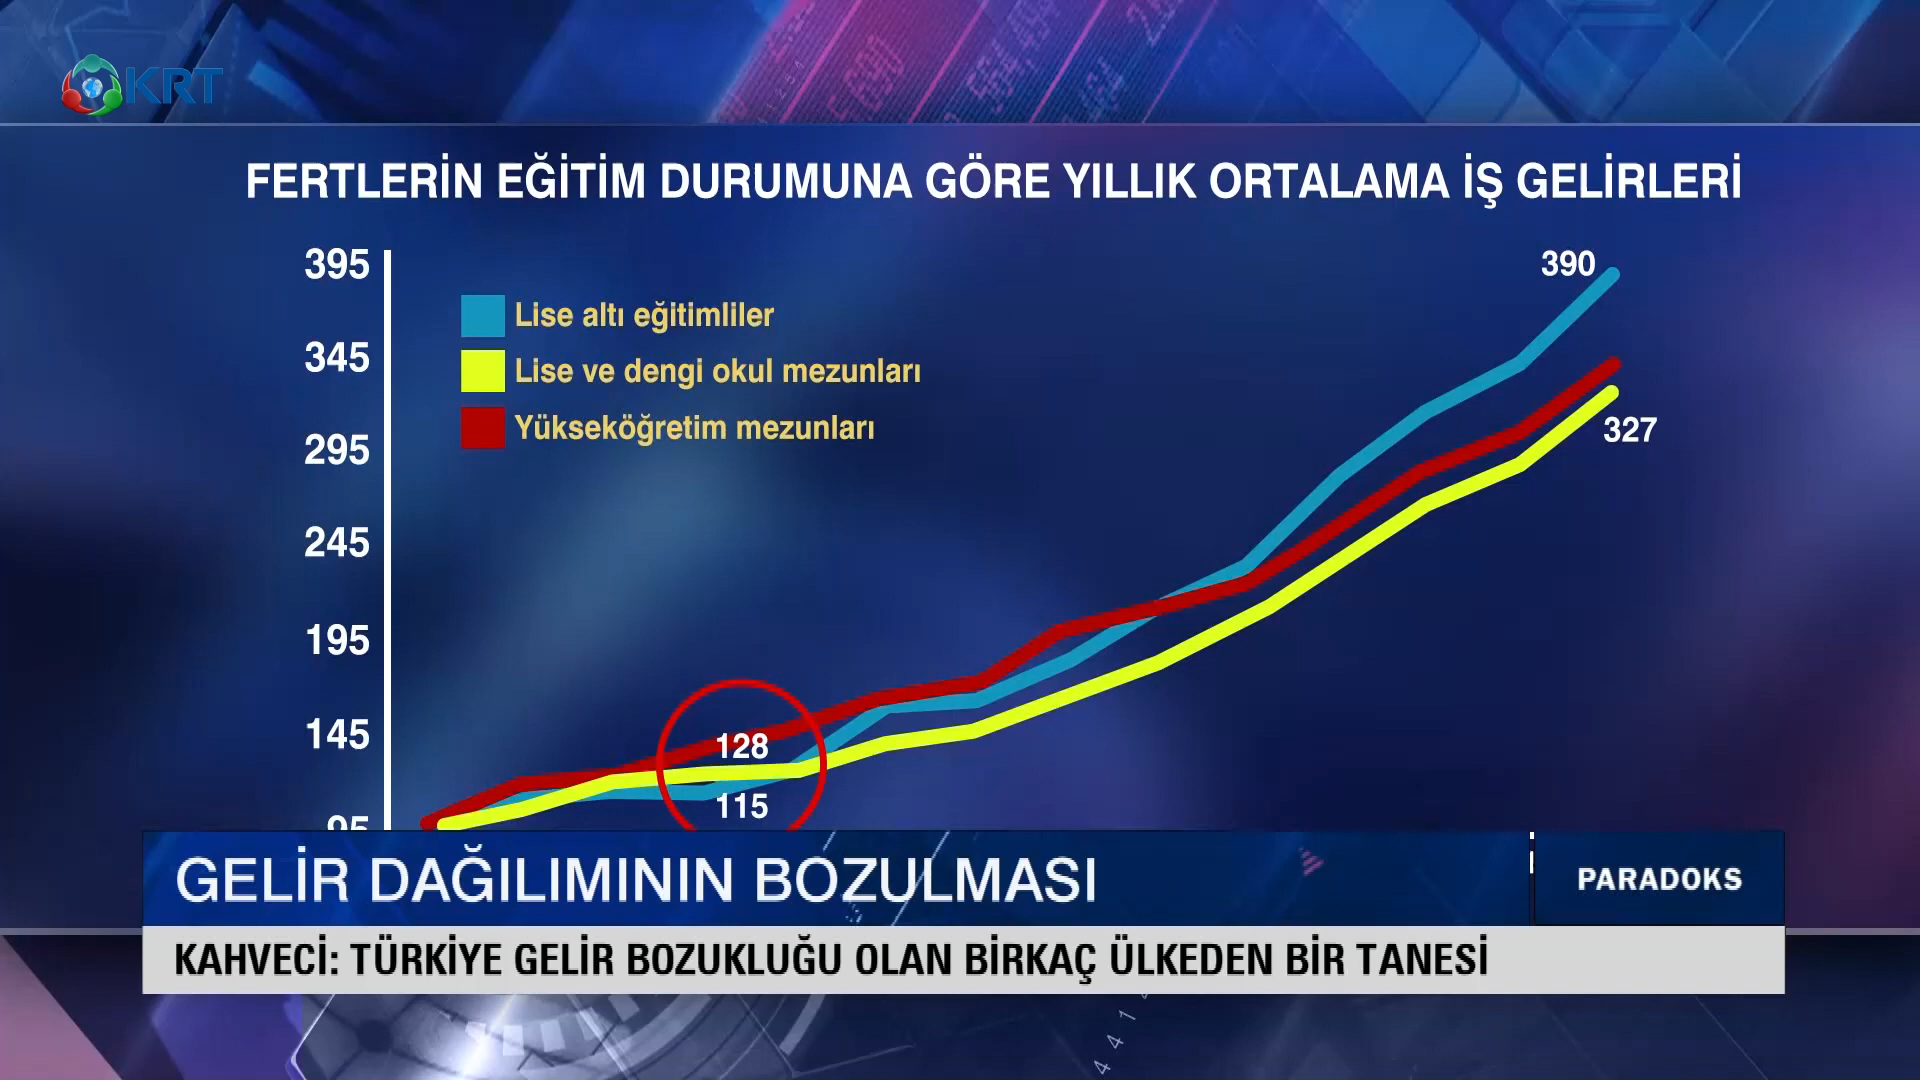 KRT
FERTLERİN EĞİTİM DURUMUNA GÖRE YILLIK ORTALAMA İŞ GELİRLERİ
395
345
295
245
195
145
95
Lise altı eğitimliler
Lise ve dengi okul mezunları
Yükseköğretim mezunları
390
327
128
115
GELİR DAĞILIMININ BOZULMASI
PARADOKS
KAHVECİ: TÜRKİYE GELİR BOZUKLUĞU OLAN BİRKAÇ ÜLKEDEN BİR TANESİ